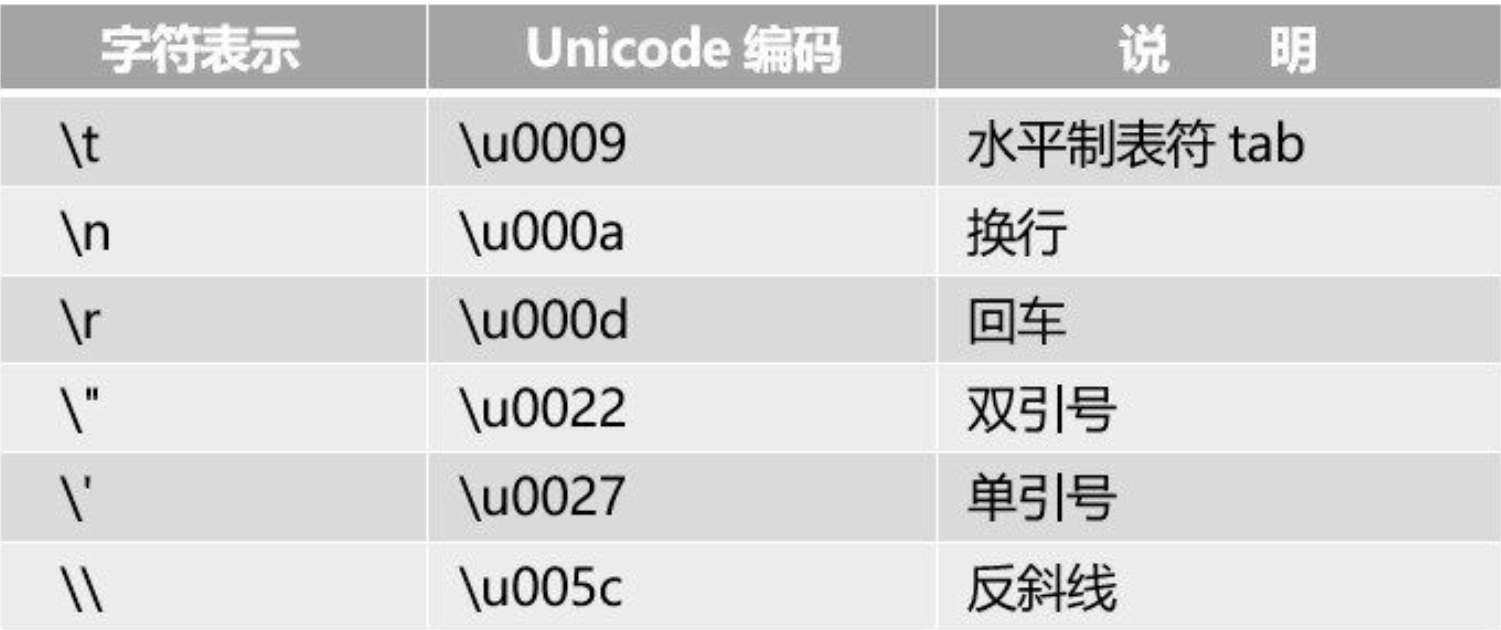 字符表示 Unicode 编码 说 明
\t \u0009 水平制表符 tab
\n \u000a 换行
\r \u000d 回车
\" \u0022 双引号
\' \u0027 单引号
\\ \u005c 反斜线